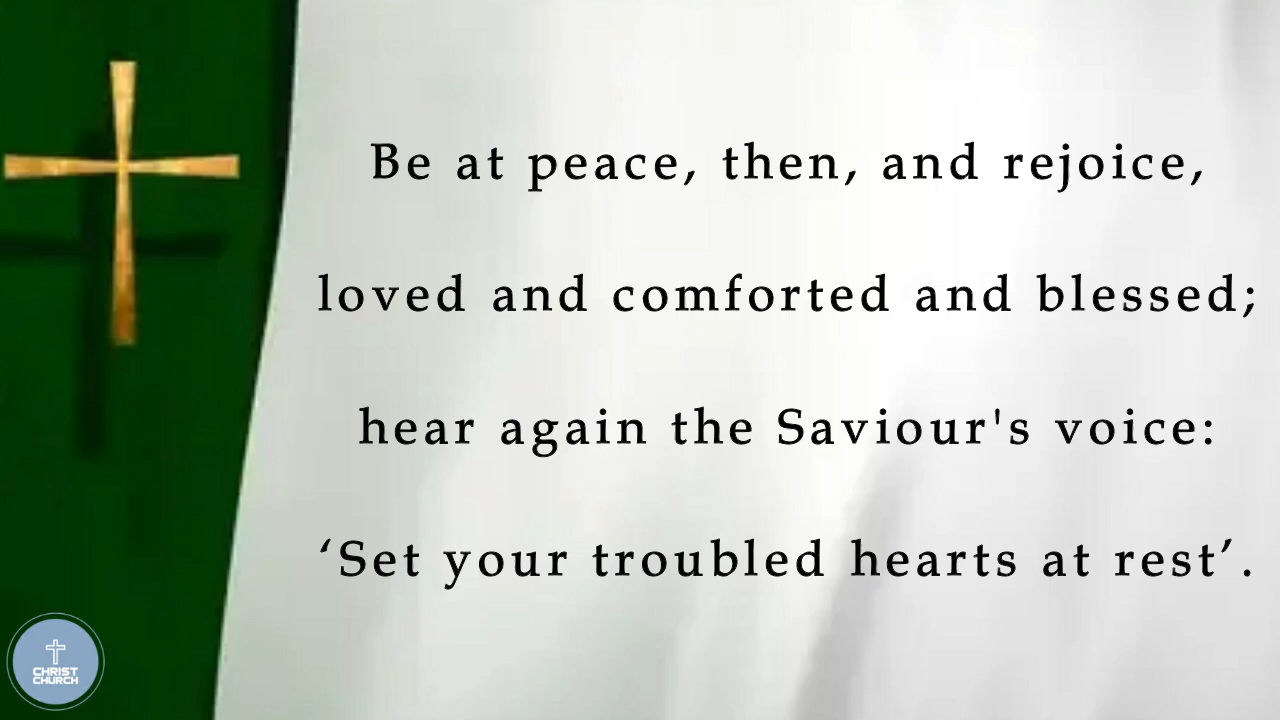 Be at peace, then, and rejoice,
loved and comforted and blessed;
hear again the Saviour's voice:
‘Set your troubled hearts at rest’.
CHRIST
CHURCH